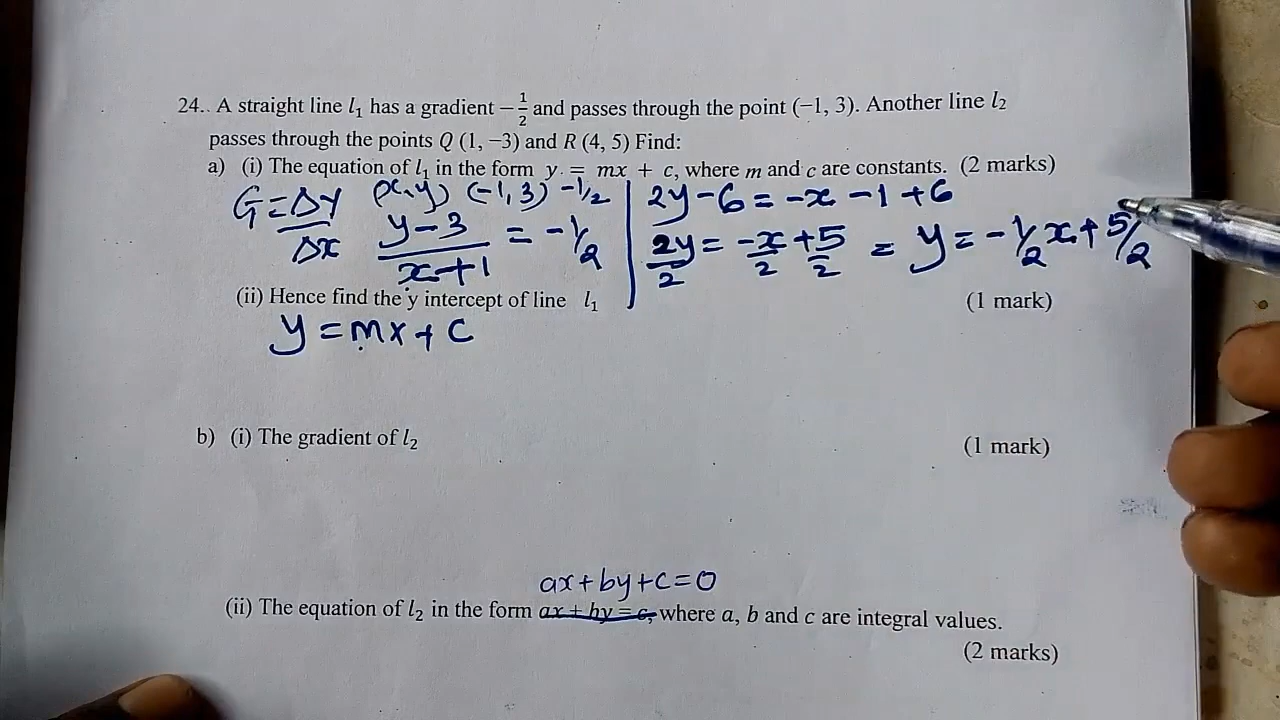 24.. A straight line l₁ has a gradient −1/2 and passes through the point (−1, 3). Another line l₂
passes through the points Q (1, −3) and R (4, 5) Find:
a) (i) The equation of l₁ in the form y = mx + c, where m and c are constants. (2 marks)
G = Δy/Δx (x, y) (-1, 3) -1/2
(y-3)/(x+1) = -1/2
2y - 6 = -x - 1 + 6
2y/2 = -x/2 + 5/2 = y = -1/2x + 5/2
(ii) Hence find the y intercept of line l₁ (1 mark)
y = mx + c
b) (i) The gradient of l₂ (1 mark)
ax + by + c = 0
(ii) The equation of l₂ in the form ax + by = c, where a, b and c are integral values.
(2 marks)